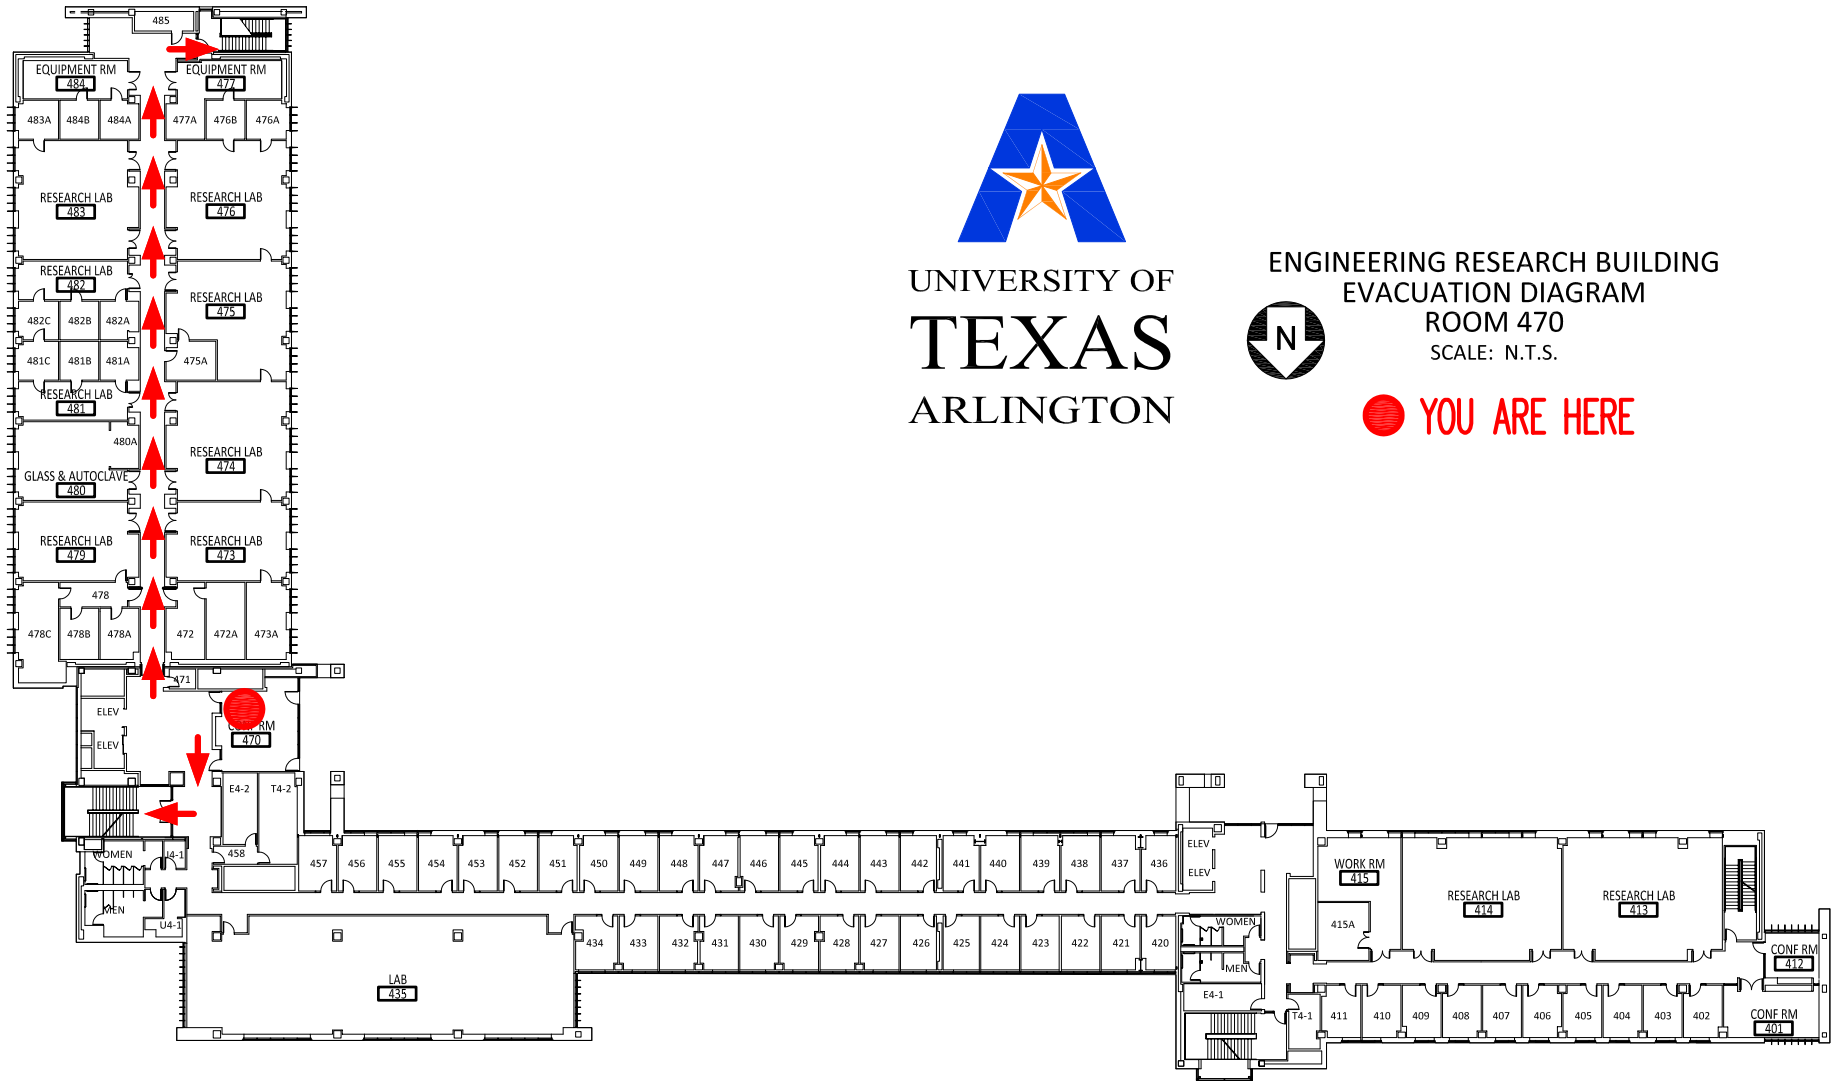 485
EQUIPMENT RM
484
EQUIPMENT RM
477
483A
484B
484A
477A
476B
476A
RESEARCH LAB
483
RESEARCH LAB
476
RESEARCH LAB
482
RESEARCH LAB
475
482C
482B
482A
481C
481B
481A
475A
RESEARCH LAB
481
480A
GLASS & AUTOCLAVE
480
RESEARCH LAB
474
RESEARCH LAB
479
RESEARCH LAB
473
478
478C
478B
478A
472
472A
473A
471
ELEV
ELEV
CONF RM
470
E4-2
T4-2
WOMEN
J4-1
458
MEN
U4-1
UNIVERSITY OF
TEXAS
ARLINGTON
ENGINEERING RESEARCH BUILDING
EVACUATION DIAGRAM
ROOM 470
SCALE: N.T.S.
N
YOU ARE HERE
457
456
455
454
453
452
451
450
449
448
447
446
445
444
443
442
441
440
439
438
437
436
434
433
432
431
430
429
428
427
426
425
424
423
422
421
420
LAB
435
ELEV
ELEV
WOMEN
MEN
E4-1
T4-1
WORK RM
415
415A
RESEARCH LAB
414
RESEARCH LAB
413
CONF RM
412
411
410
409
408
407
406
405
404
403
402
CONF RM
401